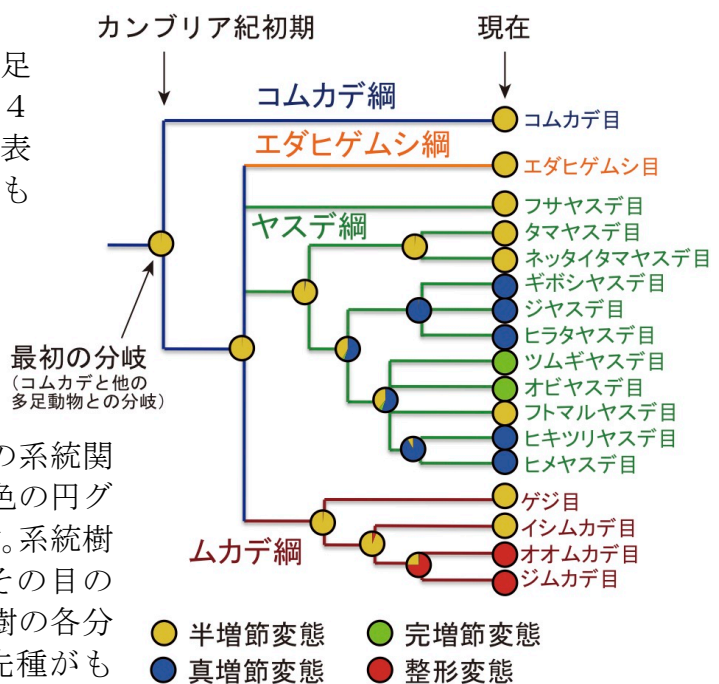 カンブリア紀初期
現在
足
4
表
も
コムカデ綱
コムカデ目
エダヒゲムシ綱
エダヒゲムシ目
フサヤスデ目
ヤスデ綱
タマヤスデ目
ネッタイタマヤスデ目
ギボシヤスデ目
ジヤスデ目
ヒラタヤスデ目
最初の分岐
(コムカデと他の
多足動物との分岐)
ツムギヤスデ目
オビヤスデ目
フトマルヤスデ目
ヒキツリヤスデ目
ヒメヤスデ目
の系統関
色の円グ
。系統樹
その目の
樹の各分
先種がも
ゲジ目
イシムカデ目
ムカデ綱
オオムカデ目
ジムカデ目
半増節変態
完増節変態
真増節変態
整形変態